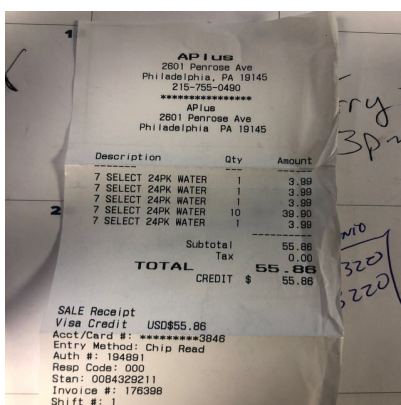 1
APlus
2601 Penrose Ave
Philadelphia, PA 19145
215-755-0490
****************
APlus
2601 Penrose Ave
Philadelphia PA 19145
Description Qty Amount
7 SELECT 24PK WATER 1 3.99
7 SELECT 24PK WATER 1 3.99
7 SELECT 24PK WATER 1 3.99
7 SELECT 24PK WATER 10 39.90
7 SELECT 24PK WATER 1 3.99
Subtotal 55.86
Tax 0.00
TOTAL 55.86
CREDIT $ 55.86
SALE Receipt
Visa Credit USD$55.86
Acct/Card #: *********3846
Entry Method: Chip Read
Auth #: 194891
Resp Code: 000
Stan: 0084329211
Invoice #: 176398
Shift #: 1
2
3p
320
220